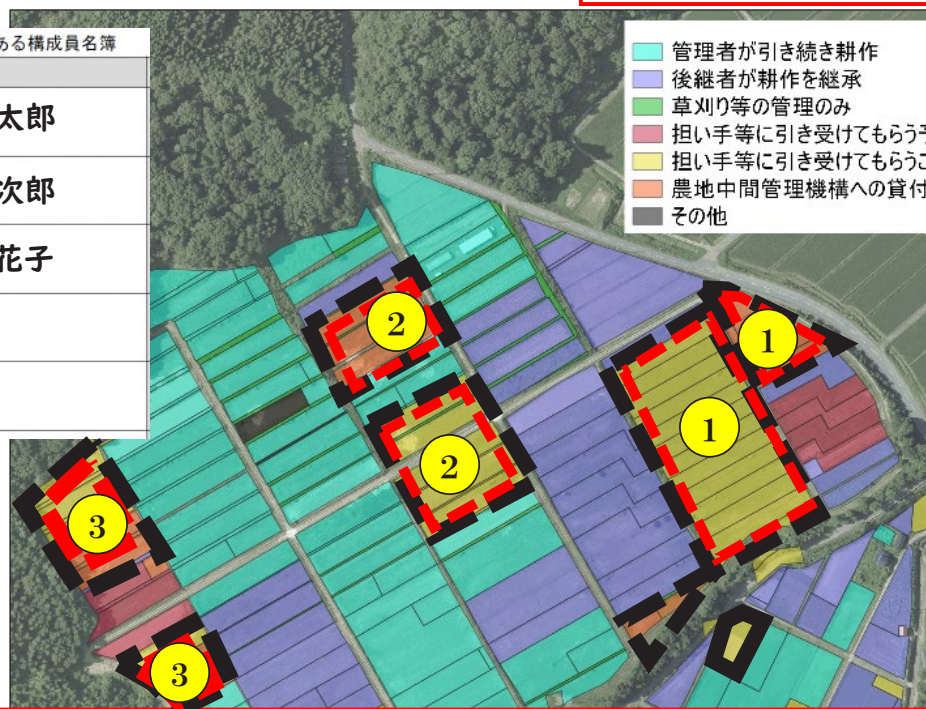 ある構成員名簿
太郎
次郎
花子
管理者が引き続き耕作
後継者が耕作を継承
草刈り等の管理のみ
担い手等に引き受けてもらう予
担い手等に引き受けてもらうこ
農地中間管理機構への貸付
その他
2
1
1
2
3
3